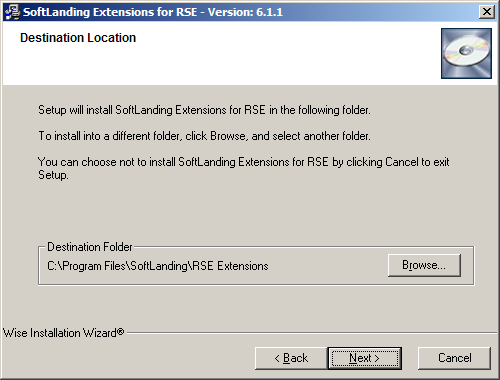 SoftLanding Extensions for RSE - Version: 6.1.1
Destination Location
Setup will install SoftLanding Extensions for RSE in the following folder.
To install into a different folder, click Browse, and select another folder.
You can choose not to install SoftLanding Extensions for RSE by clicking Cancel to exit
Setup.
Destination Folder
C:\Program Files\SoftLanding\RSE Extensions
Browse...
Wise Installation Wizard®
< Back
Next >
Cancel